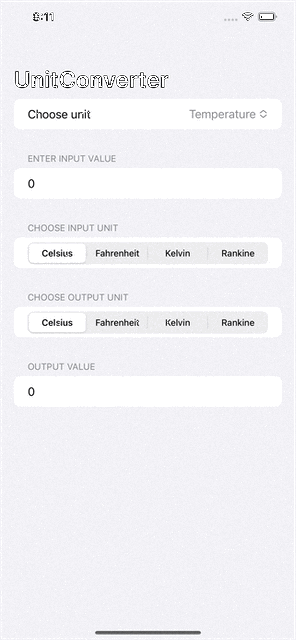 8:11
UnitConverter
Choose unit Temperature
ENTER INPUT VALUE
0
CHOOSE INPUT UNIT
Celsius Fahrenheit Kelvin Rankine
CHOOSE OUTPUT UNIT
Celsius Fahrenheit Kelvin Rankine
OUTPUT VALUE
0